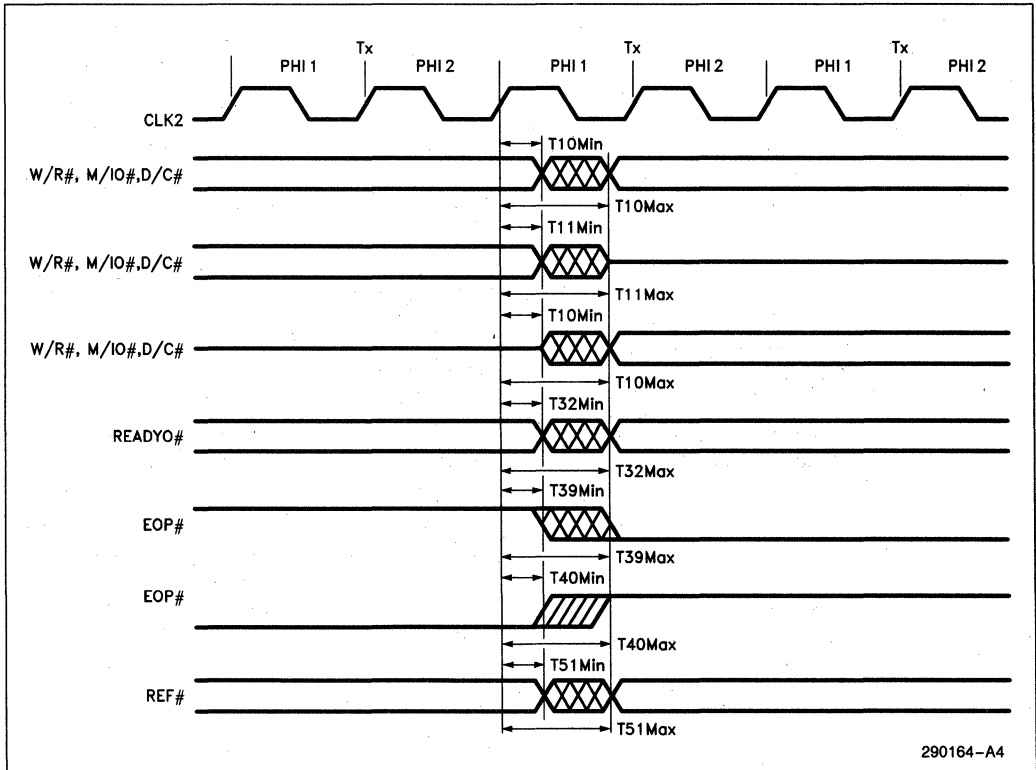 Tx Tx Tx
PHI 1 PHI 2 PHI 1 PHI 2 PHI 1 PHI 2
CLK2
T10Min
W/R#, M/IO#,D/C#
T10Max
T11Min
W/R#, M/IO#,D/C#
T11Max
T10Min
W/R#, M/IO#,D/C#
T10Max
T32Min
READYO#
T32Max
T39Min
EOP#
T39Max
T40Min
EOP#
T40Max
T51Min
REF#
T51Max
290164-A4